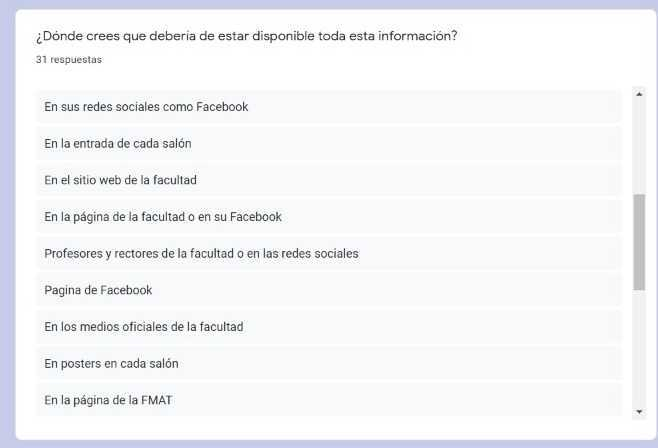 ¿Dónde crees que debería de estar disponible toda esta información?
31 respuestas
En sus redes sociales como Facebook
En la entrada de cada salón
En el sitio web de la facultad
En la página de la facultad o en su Facebook
Profesores y rectores de la facultad o en las redes sociales
Pagina de Facebook
En los medios oficiales de la facultad
En posters en cada salón
En la página de la FMAT